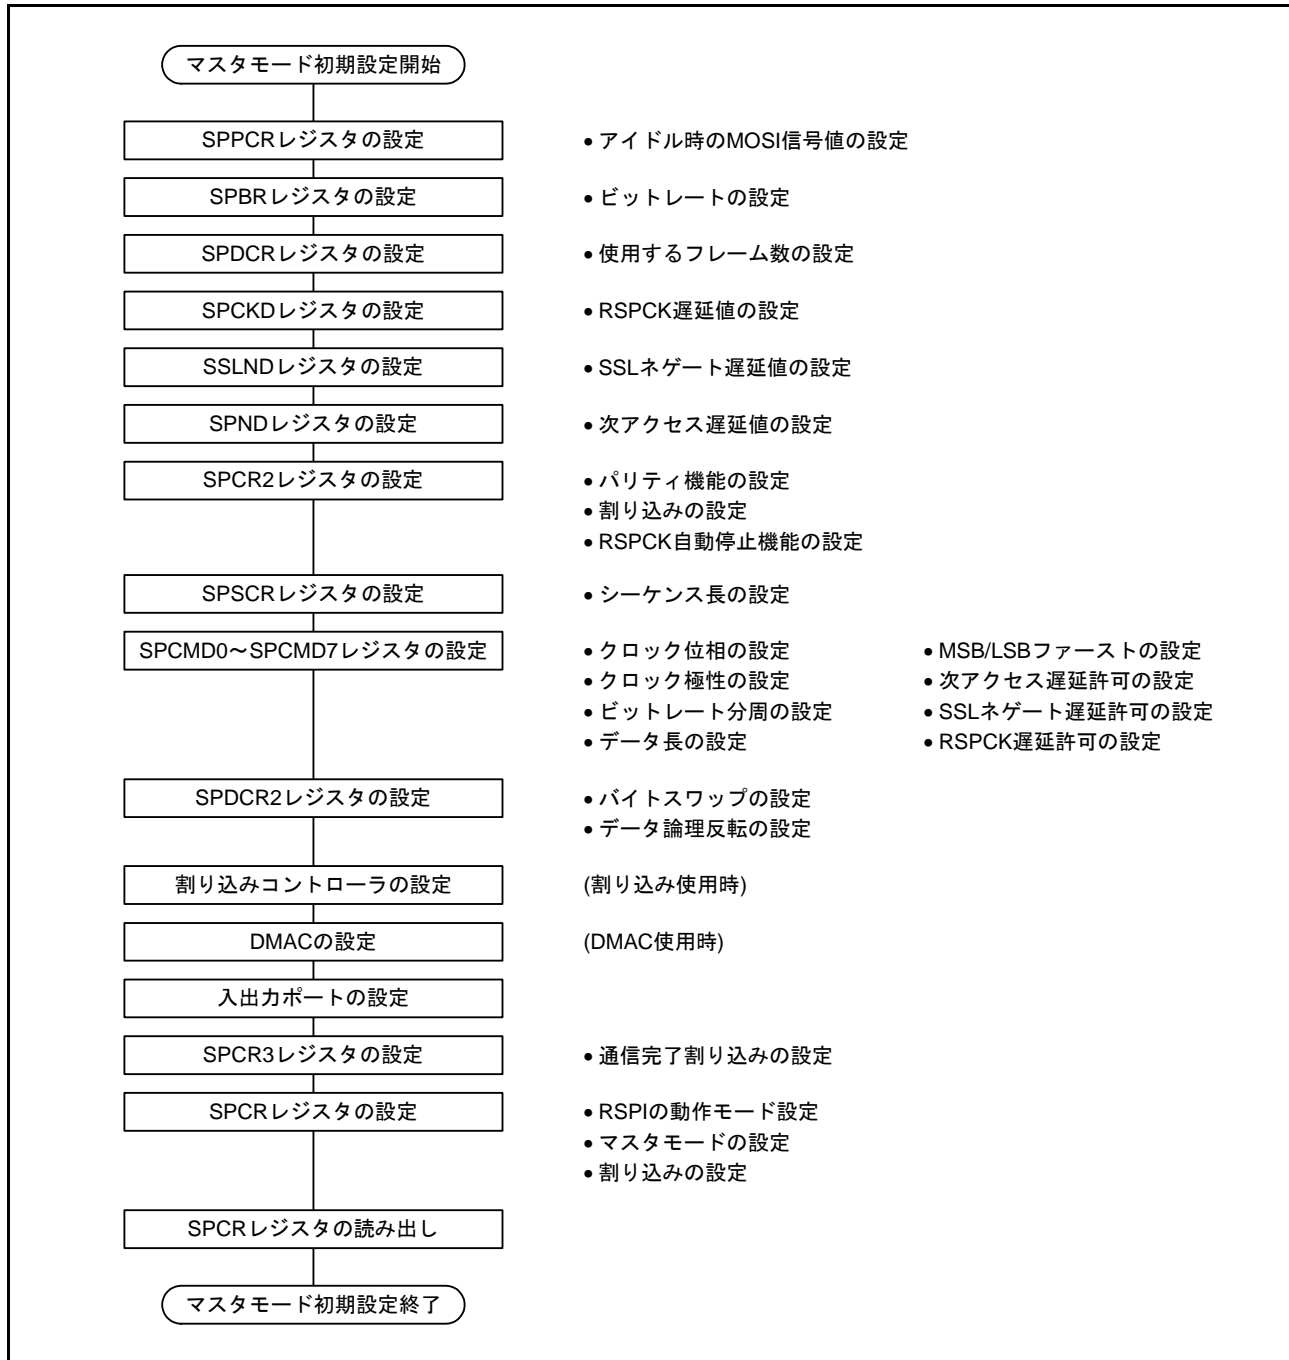 マスタモード初期設定開始
SPPCRレジスタの設定
● アイドル時のMOSI信号値の設定
SPBRレジスタの設定
● ビットレートの設定
SPDCRレジスタの設定
● 使用するフレーム数の設定
SPCKDレジスタの設定
● RSPCK遅延値の設定
SSLNDレジスタの設定
● SSLネゲート遅延値の設定
SPNDレジスタの設定
● 次アクセス遅延値の設定
SPCR2レジスタの設定
● パリティ機能の設定
● 割り込みの設定
● RSPCK自動停止機能の設定
SPSCRレジスタの設定
● シーケンス長の設定
SPCMD0～SPCMD7レジスタの設定
● クロック位相の設定
● クロック極性の設定
● ビットレート分周の設定
● データ長の設定
● MSB/LSBファーストの設定
● 次アクセス遅延許可の設定
● SSLネゲート遅延許可の設定
● RSPCK遅延許可の設定
SPDCR2レジスタの設定
● バイトスワップの設定
● データ論理反転の設定
割り込みコントローラの設定
(割り込み使用時)
DMACの設定
(DMAC使用時)
入出力ポートの設定
SPCR3レジスタの設定
● 通信完了割り込みの設定
SPCRレジスタの設定
● RSPIの動作モード設定
● マスタモードの設定
● 割り込みの設定
SPCRレジスタの読み出し
マスタモード初期設定終了